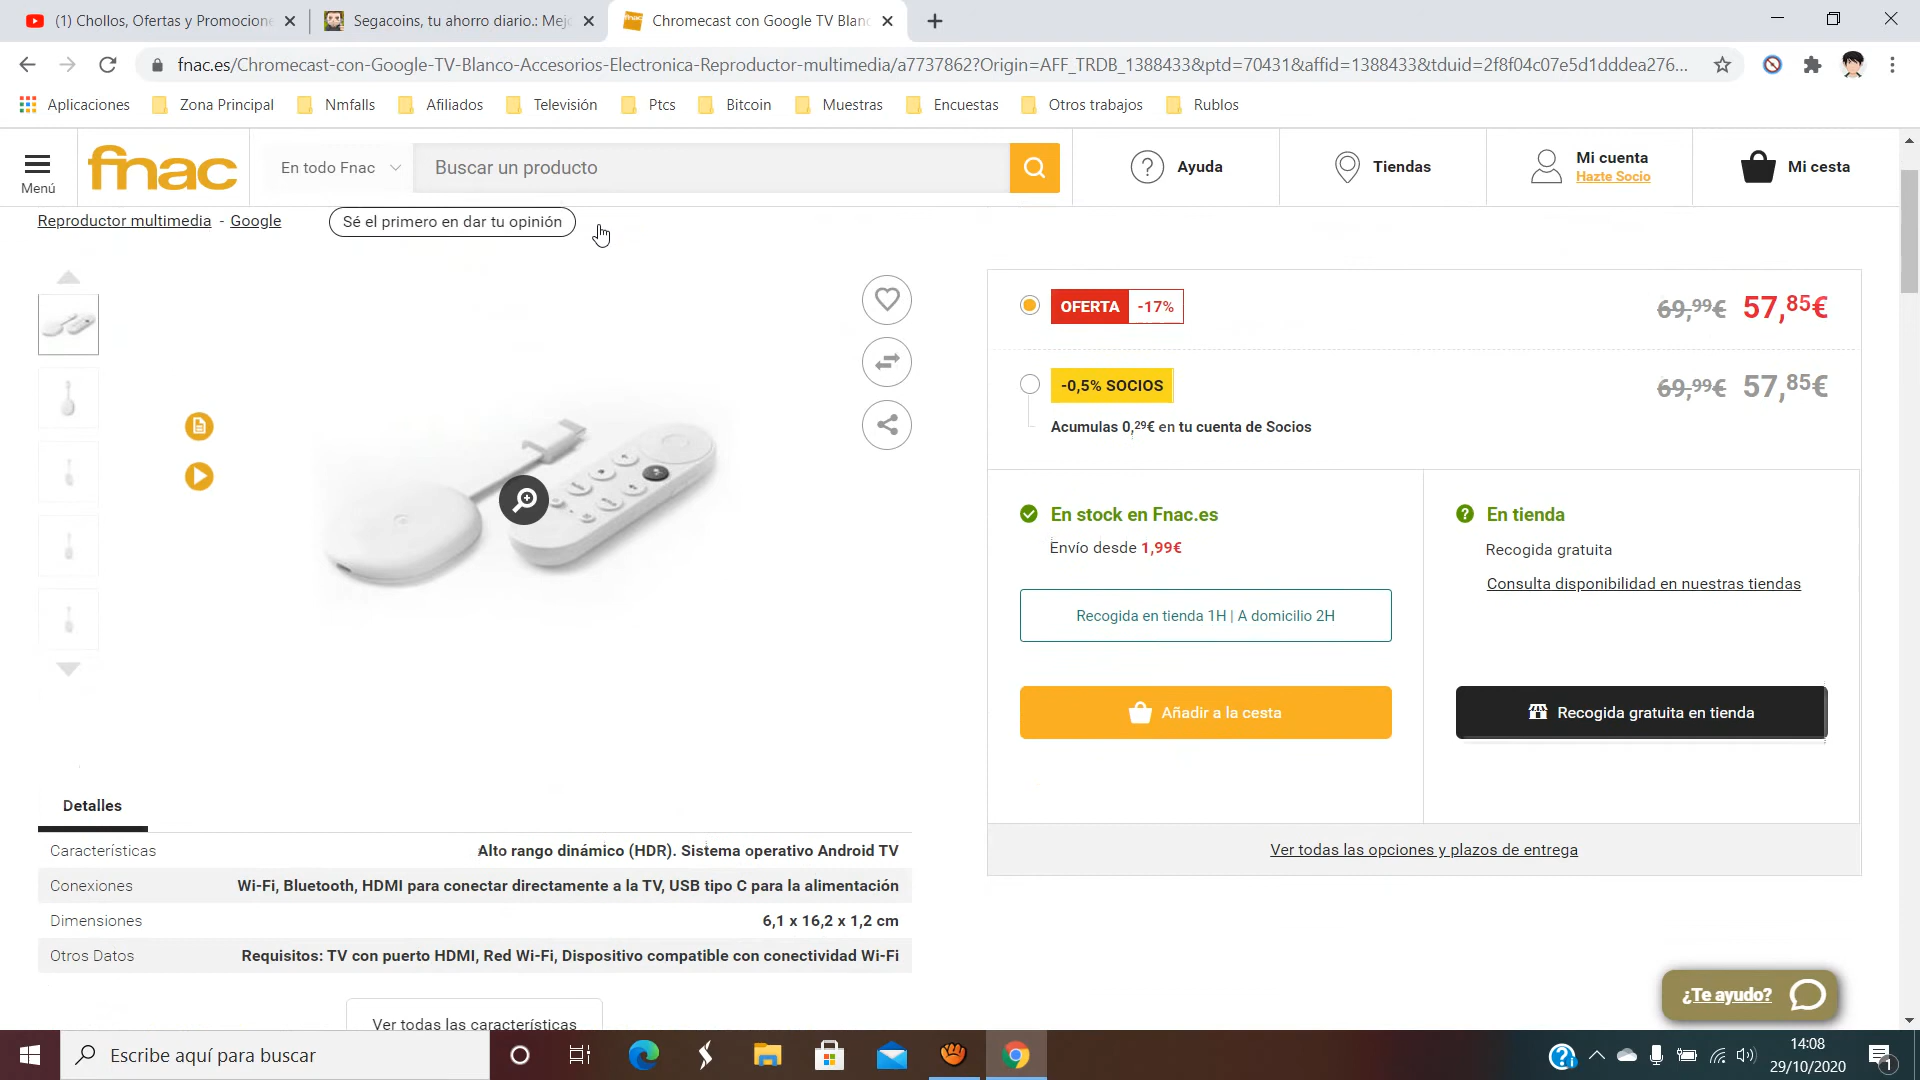 (1) Chollos, Ofertas y Promocione
Segacoins, tu ahorro diario.: Mejo
Chromecast con Google TV Blanc
fnac.es/Chromecast-con-Google-TV-Blanco-Accesorios-Electronica-Reproductor-multimedia/a7737862?Origin=AFF_TRDB_1388433&ptd=70431&affid=1388433&tduid=2f8f04c07e5d1dddea276...
Aplicaciones Zona Principal Nmfalls Afiliados Televisión Ptcs Bitcoin Muestras Encuestas Otros trabajos Rublos
Menú
fnac
En todo Fnac
Buscar un producto
Ayuda
Tiendas
Mi cuenta
Hazte Socio
Mi cesta
Reproductor multimedia - Google
Sé el primero en dar tu opinión
OFERTA -17%
69,99€ 57,85€
-0,5% SOCIOS
69,99€ 57,85€
Acumulas 0,29€ en tu cuenta de Socios
En stock en Fnac.es
Envío desde 1,99€
Recogida en tienda 1H | A domicilio 2H
Añadir a la cesta
En tienda
Recogida gratuita
Consulta disponibilidad en nuestras tiendas
Recogida gratuita en tienda
Ver todas las opciones y plazos de entrega
Detalles
Características Alto rango dinámico (HDR). Sistema operativo Android TV
Conexiones Wi-Fi, Bluetooth, HDMI para conectar directamente a la TV, USB tipo C para la alimentación
Dimensiones 6,1 x 16,2 x 1,2 cm
Otros Datos Requisitos: TV con puerto HDMI, Red Wi-Fi, Dispositivo compatible con conectividad Wi-Fi
Ver todas las características
¿Te ayudo?
Escribe aquí para buscar
14:08
29/10/2020
1